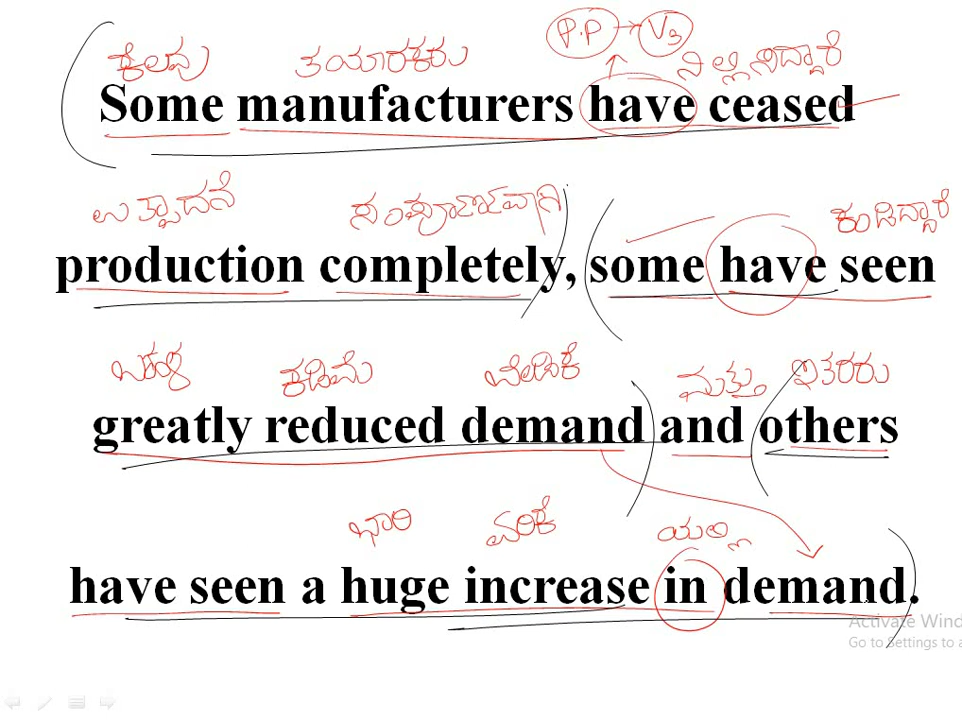 P.P → V3
ಕೆಲವು ತಯಾರಕರು ನಿಲ್ಲಿಸಿದ್ದಾರೆ
Some manufacturers have ceased
ಉತ್ಪಾದನೆ ಸಂಪೂರ್ಣವಾಗಿ ಕಂಡಿದ್ದಾರೆ
production completely, some have seen
ಬಹಳ ಕಡಿಮೆ ಬೇಡಿಕೆ ಮತ್ತು ಇತರರು
greatly reduced demand and others
ಭಾರಿ ಏರಿಕೆ ಯಲ್ಲಿ
have seen a huge increase in demand.
Activate Wind
Go to Settings to a